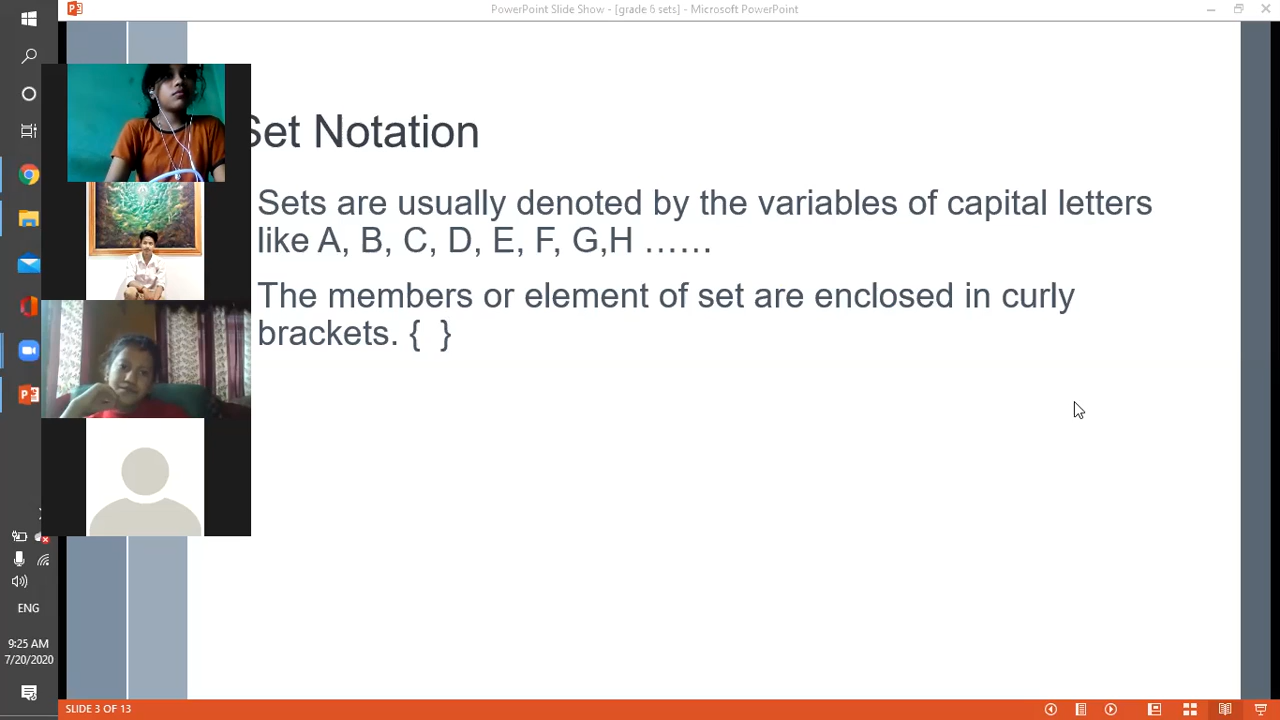 PowerPoint Slide Show - [grade 6 sets] - Microsoft PowerPoint
Set Notation
Sets are usually denoted by the variables of capital letters
like A, B, C, D, E, F, G,H ......
The members or element of set are enclosed in curly
brackets. { }
ENG
9:25 AM
7/20/2020
SLIDE 3 OF 13